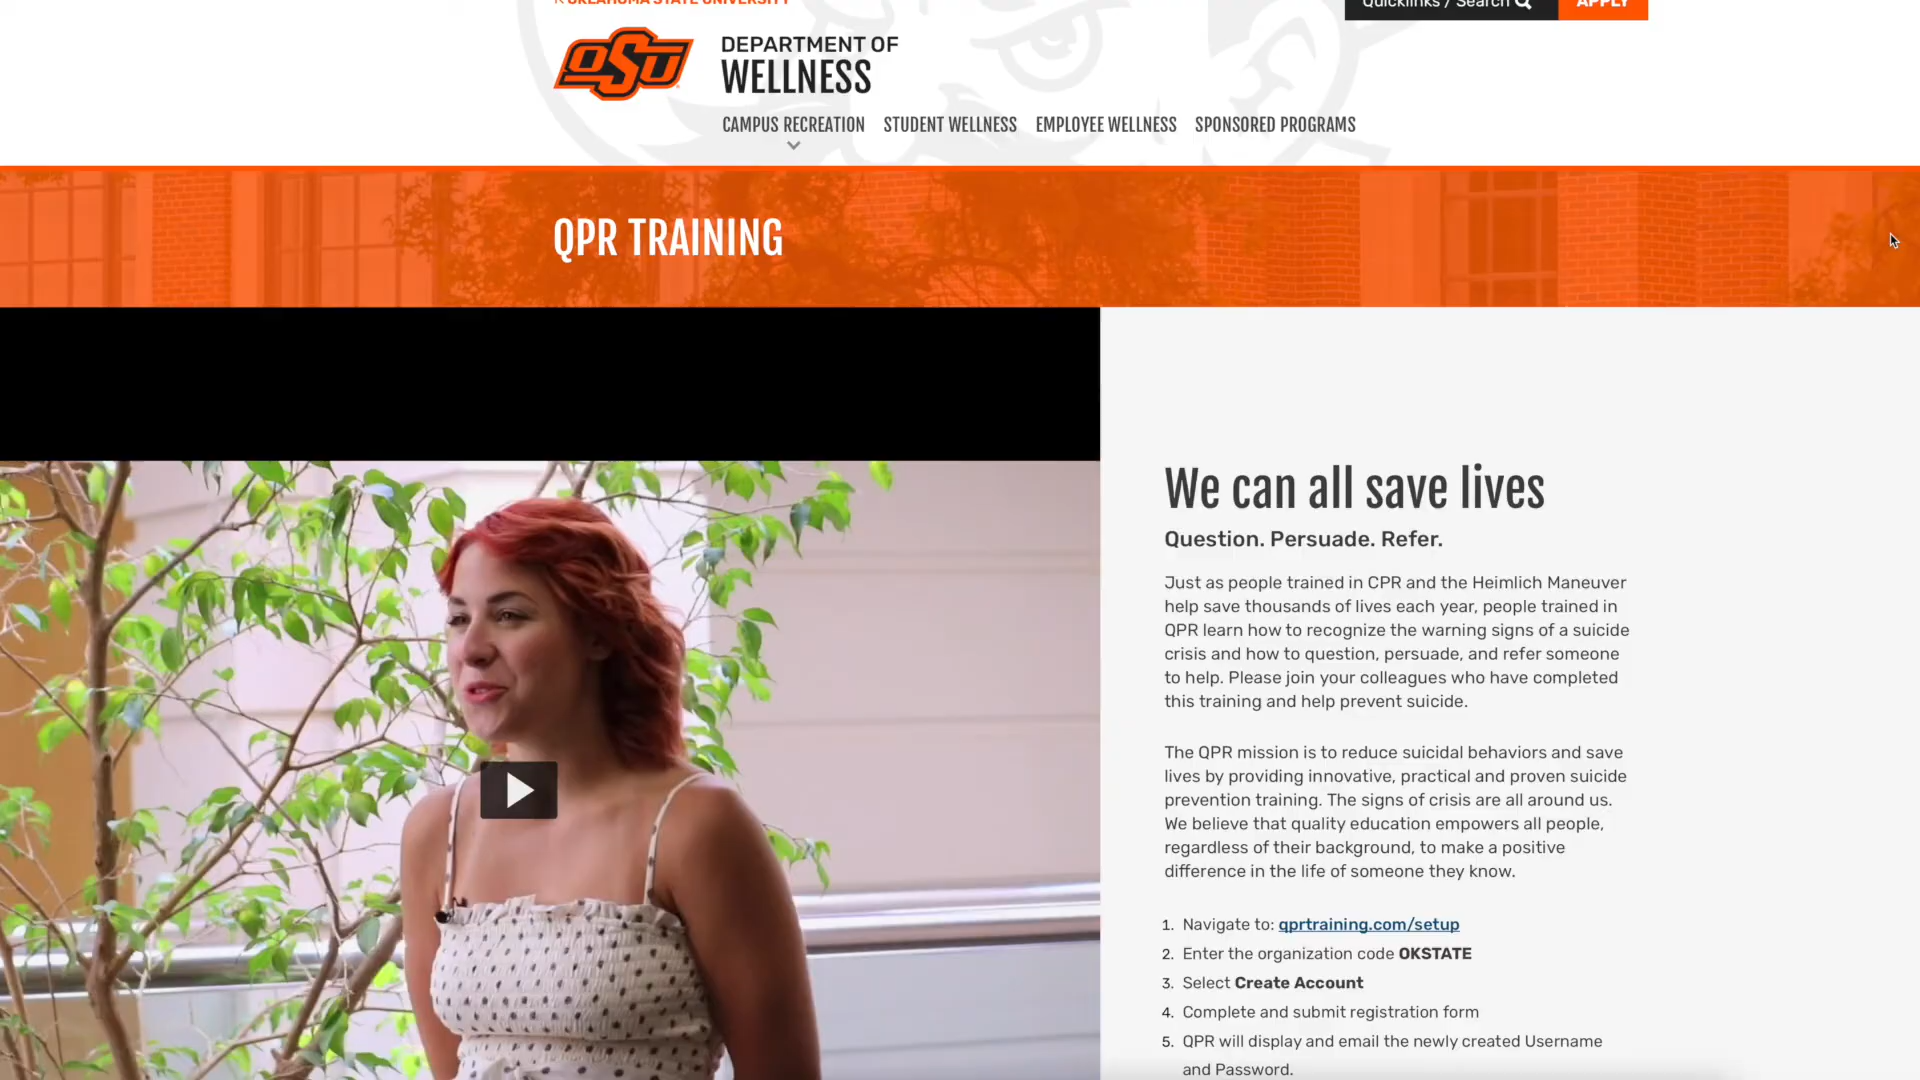 OKLAHOMA STATE UNIVERSITY
Quicklinks / Search
APPLY
OSU
DEPARTMENT OF
WELLNESS
CAMPUS RECREATION STUDENT WELLNESS EMPLOYEE WELLNESS SPONSORED PROGRAMS
QPR TRAINING
We can all save lives
Question. Persuade. Refer.
Just as people trained in CPR and the Heimlich Maneuver
help save thousands of lives each year, people trained in
QPR learn how to recognize the warning signs of a suicide
crisis and how to question, persuade, and refer someone
to help. Please join your colleagues who have completed
this training and help prevent suicide.
The QPR mission is to reduce suicidal behaviors and save
lives by providing innovative, practical and proven suicide
prevention training. The signs of crisis are all around us.
We believe that quality education empowers all people,
regardless of their background, to make a positive
difference in the life of someone they know.
1. Navigate to: qprtraining.com/setup
2. Enter the organization code OKSTATE
3. Select Create Account
4. Complete and submit registration form
5. QPR will display and email the newly created Username
and Password.